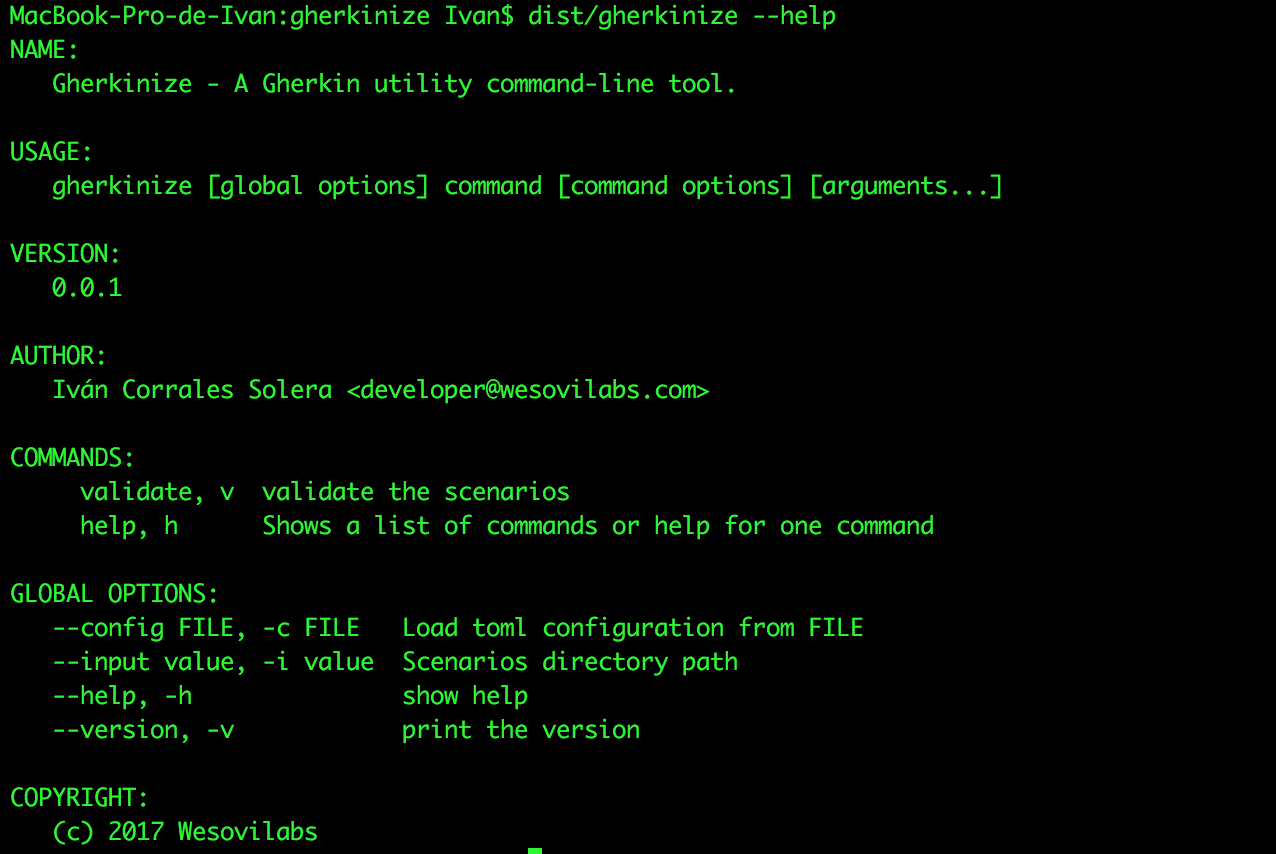 MacBook-Pro-de-Ivan:gherkinize Ivan$ dist/gherkinize --help
NAME:
   Gherkinize - A Gherkin utility command-line tool.

USAGE:
   gherkinize [global options] command [command options] [arguments...]

VERSION:
   0.0.1

AUTHOR:
   Iván Corrales Solera <developer@wesovilabs.com>

COMMANDS:
     validate, v  validate the scenarios
     help, h      Shows a list of commands or help for one command

GLOBAL OPTIONS:
   --config FILE, -c FILE   Load toml configuration from FILE
   --input value, -i value  Scenarios directory path
   --help, -h               show help
   --version, -v            print the version

COPYRIGHT:
   (c) 2017 Wesovilabs